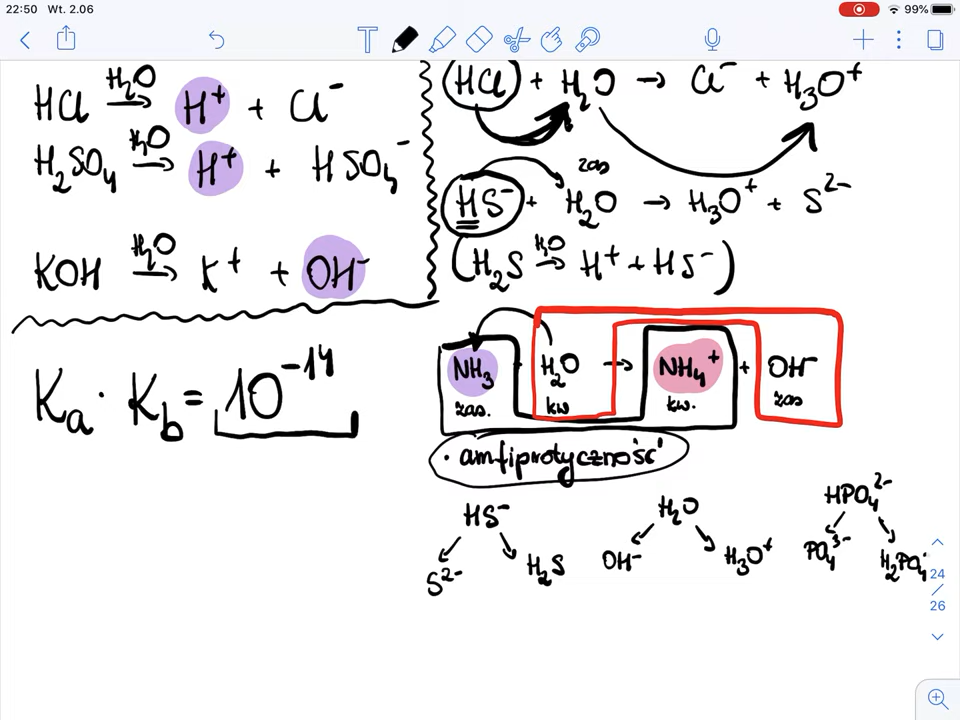 22:50 Wt. 2.06
99%
HCl H₂O→ H⁺ + Cl⁻
H₂SO₄ H₂O→ H⁺ + HSO₄⁻
KOH H₂O→ K⁺ + OH⁻
Ka · Kb = 10⁻¹⁴
HCl + H₂O → Cl⁻ + H₃O⁺
zas
HS⁻ + H₂O → H₃O⁺ + S²⁻
(H₂S H₂O→ H⁺ + HS⁻)
NH₃ + H₂O → NH₄⁺ + OH⁻
zas. kw kw. zas
· amfiprotyczność
HS⁻ H₂O HPO₄²⁻
S²⁻ H₂S OH⁻ H₃O⁺ PO₄³⁻ H₂PO₄⁻
24
/
26